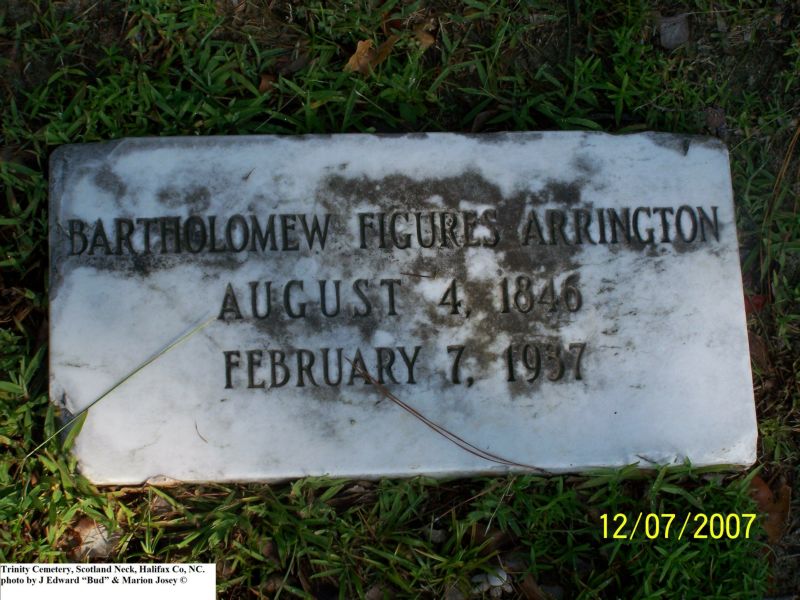 BARTHOLOMEW FIGURES ARRINGTON
AUGUST 4, 1846
FEBRUARY 7, 1937
12/07/2007
Trinity Cemetery, Scotland Neck, Halifax Co, NC.
photo by J Edward “Bud” & Marion Josey ©